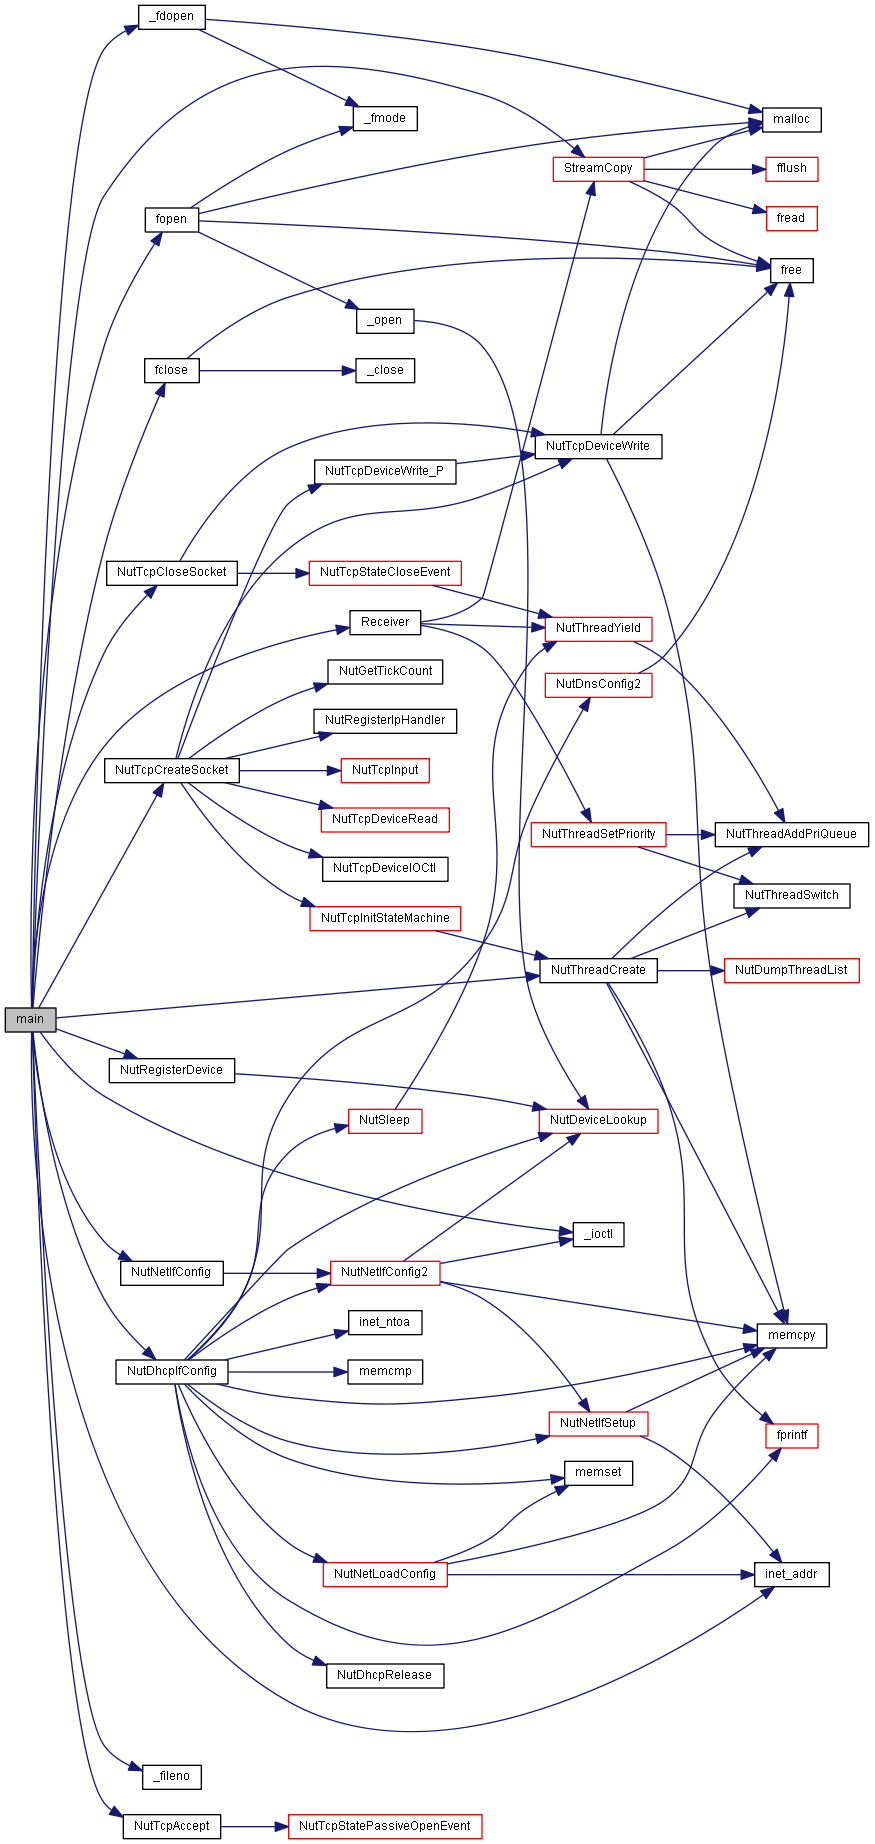 _fdopen
_fmode
malloc
StreamCopy
fflush
fopen
fread
free
_open
fclose
_close
NutTcpDeviceWrite
NutTcpDeviceWrite_P
NutTcpCloseSocket
NutTcpStateCloseEvent
Receiver
NutThreadYield
NutGetTickCount
NutDnsConfig2
NutRegisterIpHandler
NutTcpCreateSocket
NutTcpInput
NutTcpDeviceRead
NutThreadSetPriority
NutThreadAddPriQueue
NutTcpDeviceIOCtl
NutThreadSwitch
NutTcpInitStateMachine
NutThreadCreate
NutDumpThreadList
main
NutRegisterDevice
NutSleep
NutDeviceLookup
_ioctl
NutNetIfConfig
NutNetIfConfig2
inet_ntoa
memcpy
NutDhcpIfConfig
memcmp
NutNetIfSetup
fprintf
memset
NutNetLoadConfig
inet_addr
NutDhcpRelease
_fileno
NutTcpAccept
NutTcpStatePassiveOpenEvent